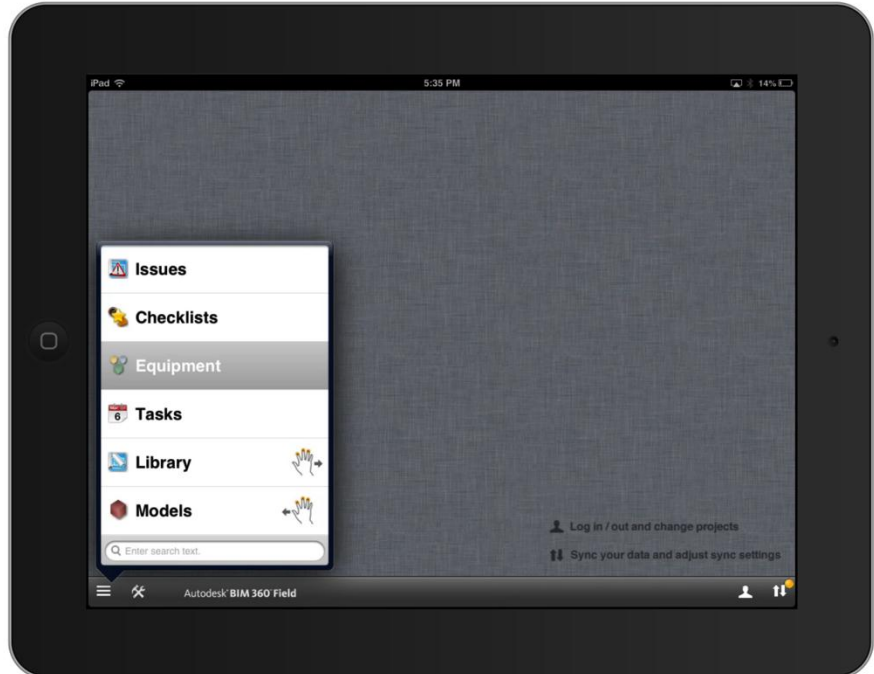 iPad
5:35 PM
14%
Issues
Checklists
Equipment
6
Tasks
Library
Models
Enter search text.
Log in / out and change projects
Sync your data and adjust sync settings
Autodesk® BIM 360® Field